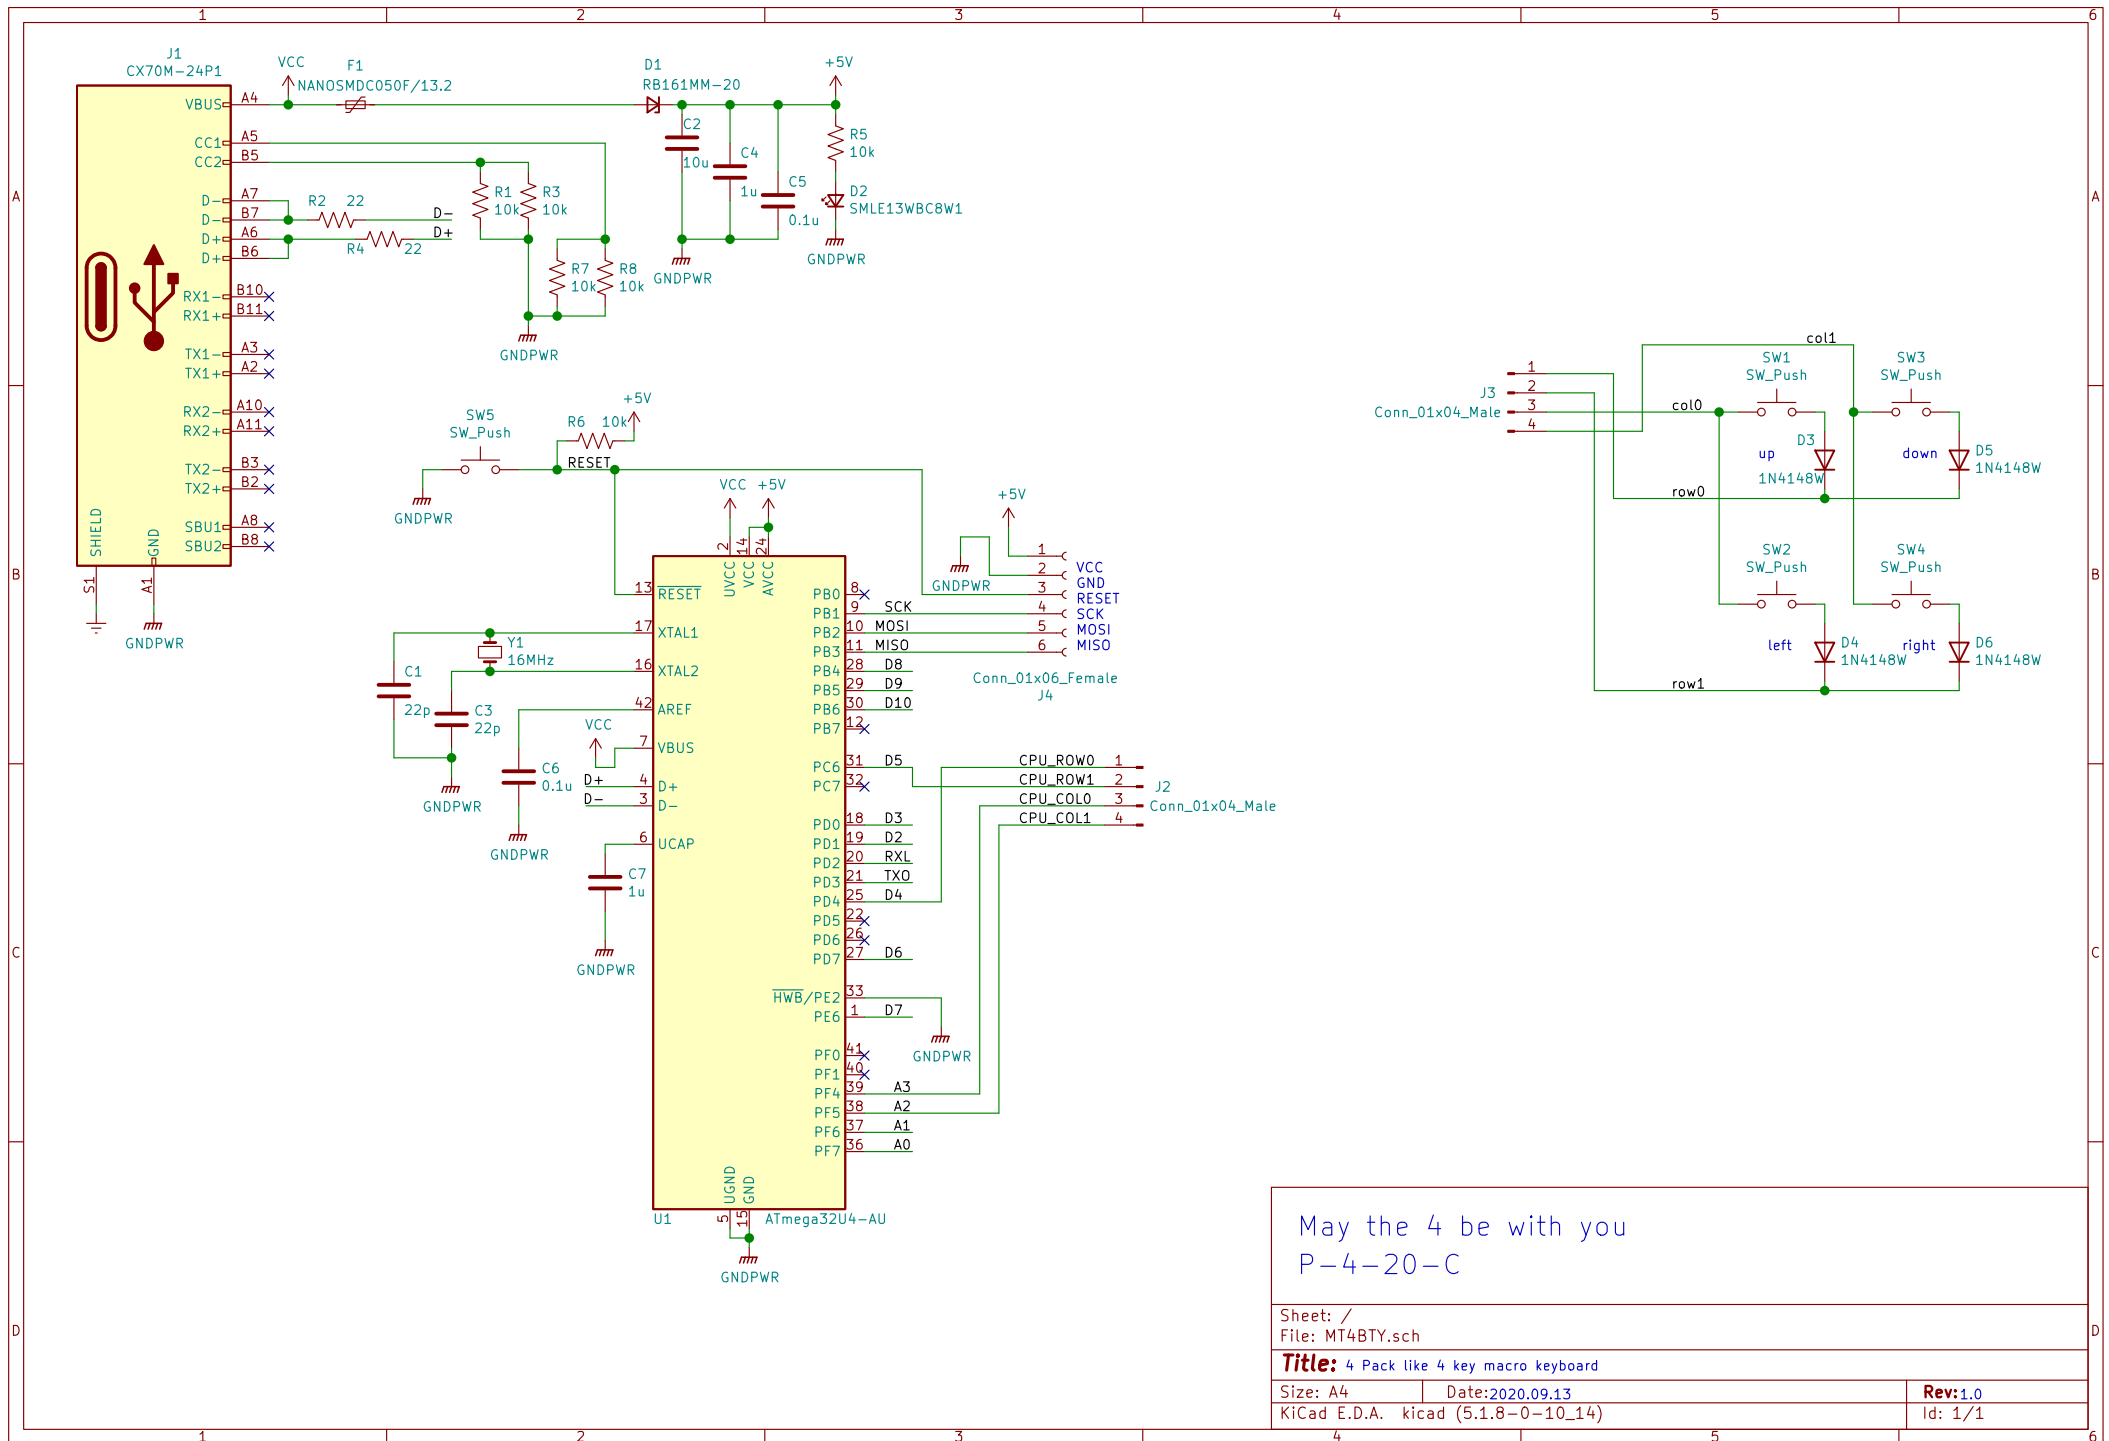 1 2 3 4 5 6
A
B
C
D
A
B
C
D
1 2 3 4 5 6
J1
CX70M-24P1
VBUS A4
CC1 A5
CC2 B5
D- A7
D- B7
D+ A6
D+ B6
RX1- B10
RX1+ B11
TX1- A3
TX1+ A2
RX2- A10
RX2+ A11
TX2- B3
TX2+ B2
SBU1 A8
SBU2 B8
SHIELD
GND
S1
A1
GNDPWR
VCC
F1
NANOSMDC050F/13.2
D1
RB161MM-20
+5V
R2 22
D-
D+
R4 22
R1
10k
R3
10k
R7
10k
R8
10k
GNDPWR
C2
10u
C4
1u
C5
0.1u
GNDPWR
R5
10k
D2
SMLE13WBC8W1
GNDPWR
SW5
SW_Push
R6 10k
+5V
RESET
GNDPWR
VCC +5V
2
14
24
UVCC
VCC
AVCC
13 RESET
17 XTAL1
16 XTAL2
42 AREF
7 VBUS
4 D+
3 D-
6 UCAP
Y1
16MHz
C1
22p
C3
22p
GNDPWR
VCC
C6
0.1u
D+
D-
GNDPWR
C7
1u
GNDPWR
PB0 8
PB1 9 SCK
PB2 10 MOSI
PB3 11 MISO
PB4 28 D8
PB5 29 D9
PB6 30 D10
PB7 12
PC6 31 D5
PC7 32
PD0 18 D3
PD1 19 D2
PD2 20 RXL
PD3 21 TXO
PD4 25 D4
PD5 22
PD6 26
PD7 27 D6
HWB/PE2 33
PE6 1 D7
PF0 41
PF1 40
PF4 39 A3
PF5 38 A2
PF6 37 A1
PF7 36 A0
GNDPWR
UGND
GND
5
15
U1
ATmega32U4-AU
GNDPWR
+5V
GNDPWR
1
2
3
4
5
6
VCC
GND
RESET
SCK
MOSI
MISO
Conn_01x06_Female
J4
CPU_ROW0 1
CPU_ROW1 2
CPU_COL0 3
CPU_COL1 4
J2
Conn_01x04_Male
J3
Conn_01x04_Male
1
2
3
4
col1
col0
row0
row1
SW1
SW_Push
SW3
SW_Push
up
D3
1N4148W
down
D5
1N4148W
SW2
SW_Push
SW4
SW_Push
left
D4
1N4148W
right
D6
1N4148W
May the 4 be with you
P-4-20-C
Sheet: /
File: MT4BTY.sch
Title: 4 Pack like 4 key macro keyboard
Size: A4 Date:2020.09.13 Rev:1.0
KiCad E.D.A. kicad (5.1.8-0-10_14) Id: 1/1